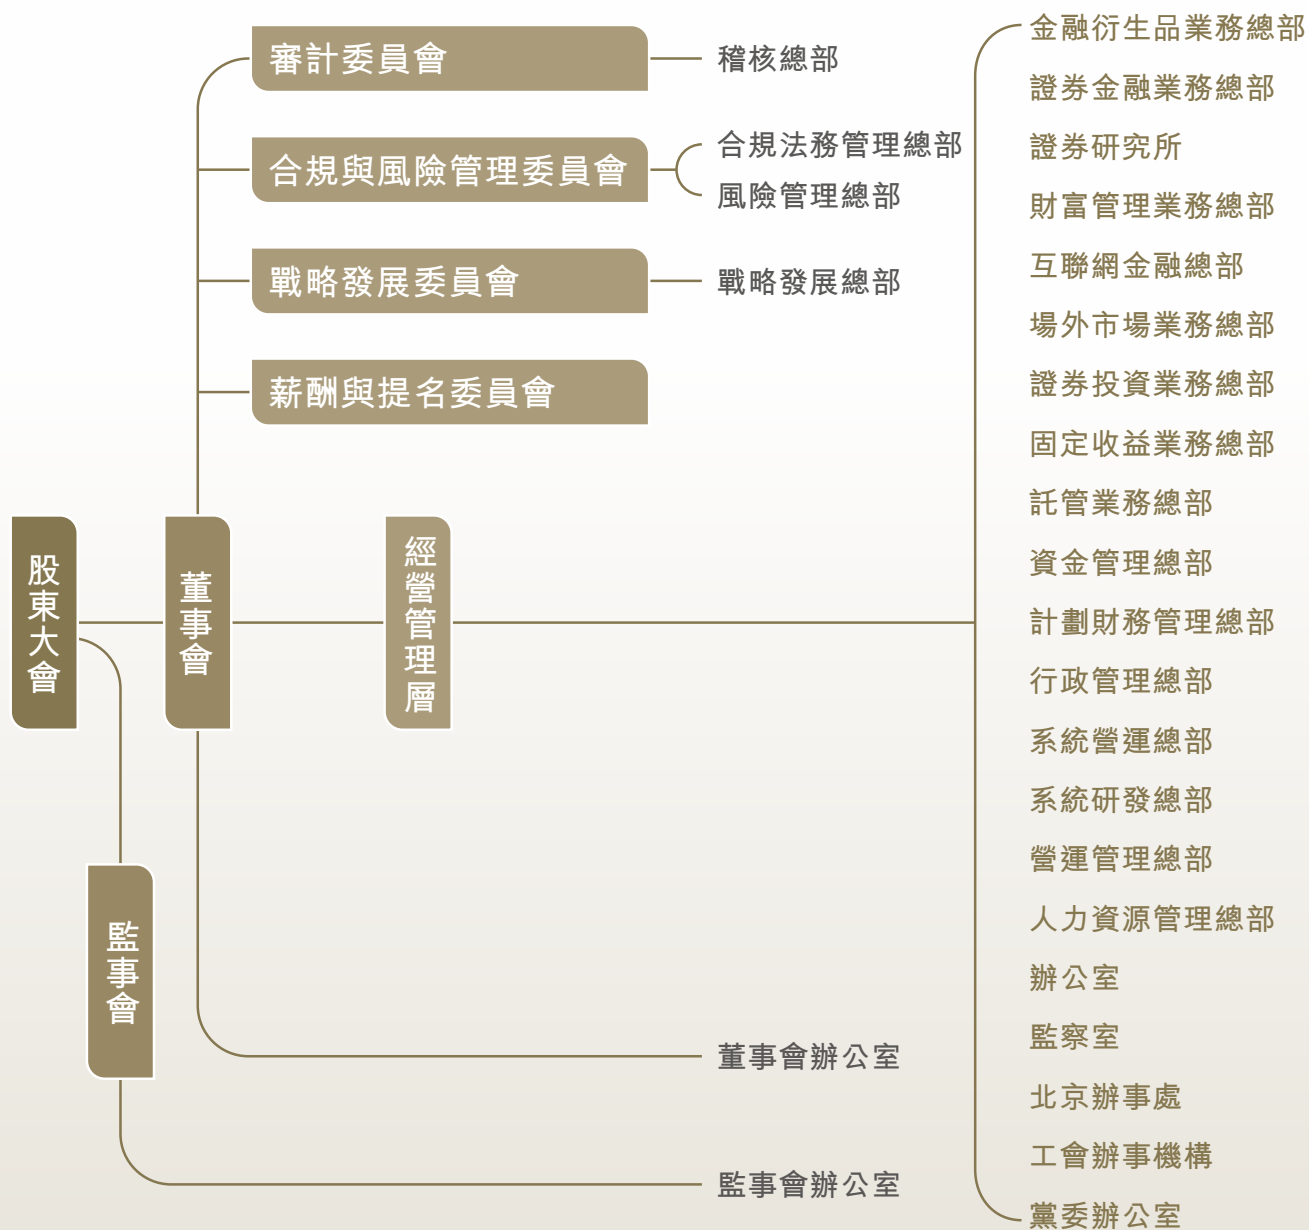 審計委員會
稽核總部
合規與風險管理委員會
合規法務管理總部
風險管理總部
戰略發展委員會
戰略發展總部
薪酬與提名委員會
股東大會
董事會
經營管理層
監事會
董事會辦公室
監事會辦公室
金融衍生品業務總部
證券金融業務總部
證券研究所
財富管理業務總部
互聯網金融總部
場外市場業務總部
證券投資業務總部
固定收益業務總部
託管業務總部
資金管理總部
計劃財務管理總部
行政管理總部
系統營運總部
系統研發總部
營運管理總部
人力資源管理總部
辦公室
監察室
北京辦事處
工會辦事機構
黨委辦公室